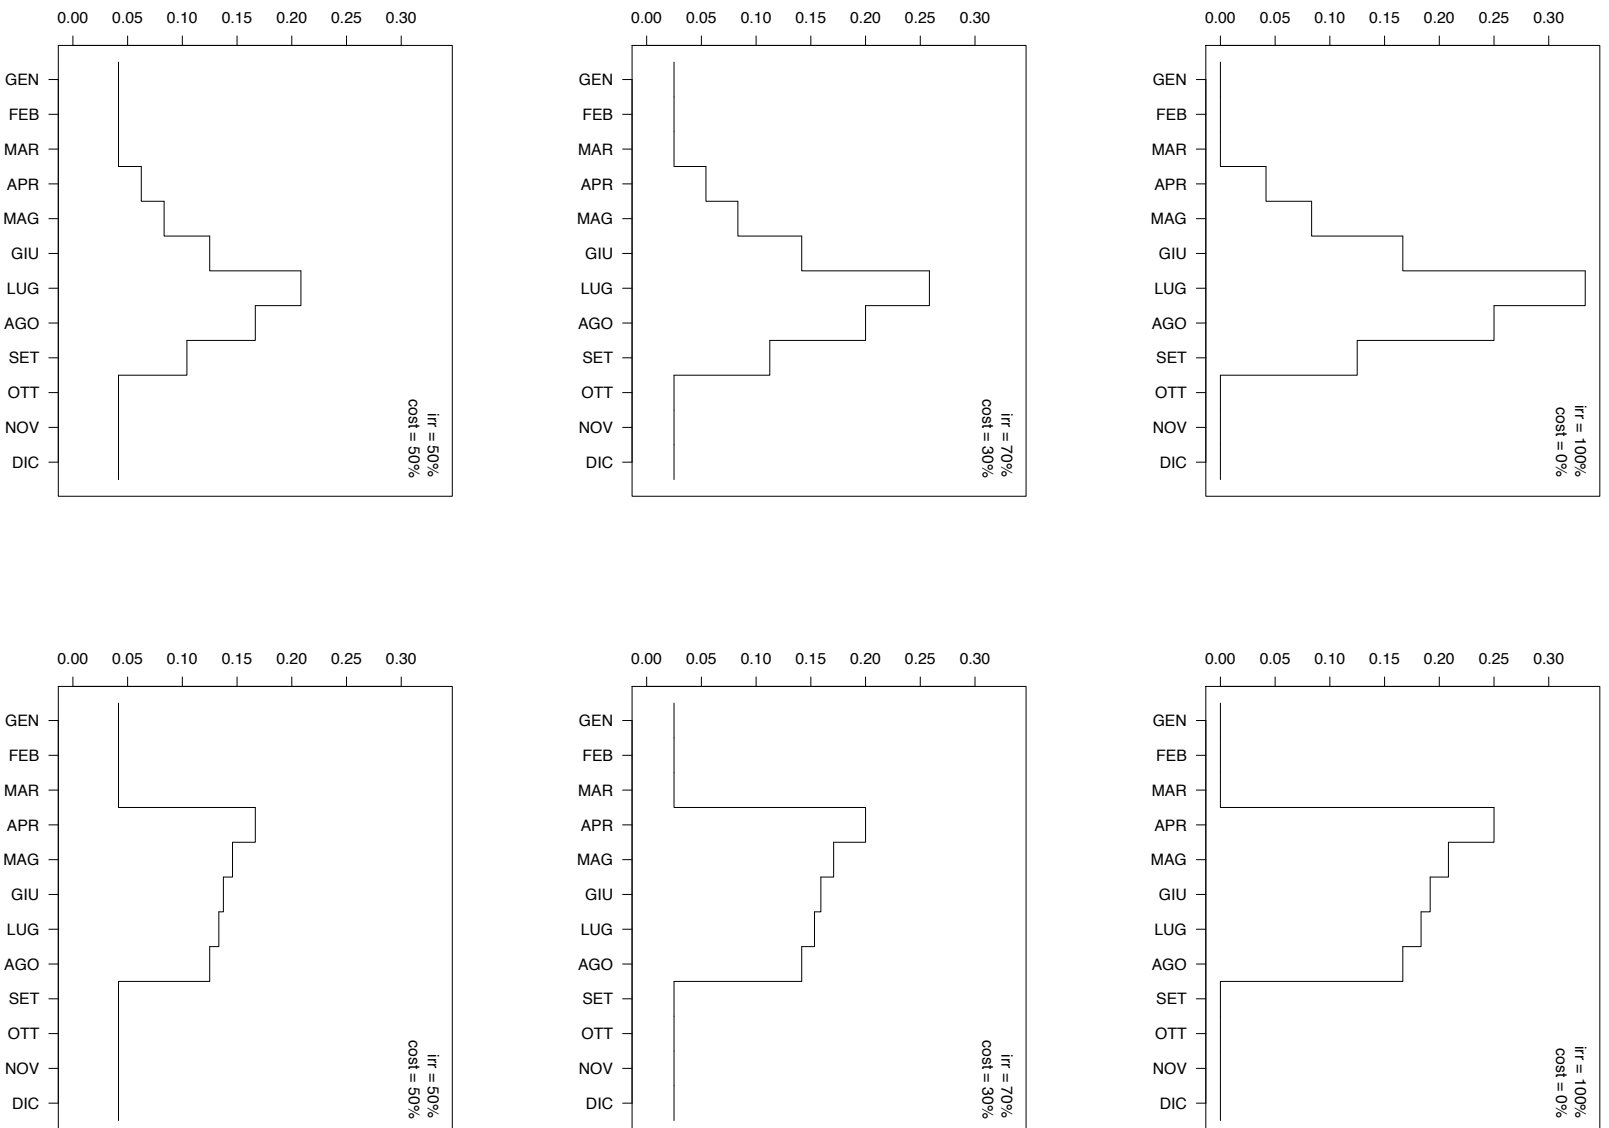 0.00 0.05 0.10 0.15 0.20 0.25 0.30
GEN
FEB
MAR
APR
MAG
GIU
LUG
AGO
SET
OTT
NOV
DIC
irr = 50%
cost = 50%
0.00 0.05 0.10 0.15 0.20 0.25 0.30
GEN
FEB
MAR
APR
MAG
GIU
LUG
AGO
SET
OTT
NOV
DIC
irr = 70%
cost = 30%
0.00 0.05 0.10 0.15 0.20 0.25 0.30
GEN
FEB
MAR
APR
MAG
GIU
LUG
AGO
SET
OTT
NOV
DIC
irr = 100%
cost = 0%
0.00 0.05 0.10 0.15 0.20 0.25 0.30
GEN
FEB
MAR
APR
MAG
GIU
LUG
AGO
SET
OTT
NOV
DIC
irr = 50%
cost = 50%
0.00 0.05 0.10 0.15 0.20 0.25 0.30
GEN
FEB
MAR
APR
MAG
GIU
LUG
AGO
SET
OTT
NOV
DIC
irr = 70%
cost = 30%
0.00 0.05 0.10 0.15 0.20 0.25 0.30
GEN
FEB
MAR
APR
MAG
GIU
LUG
AGO
SET
OTT
NOV
DIC
irr = 100%
cost = 0%